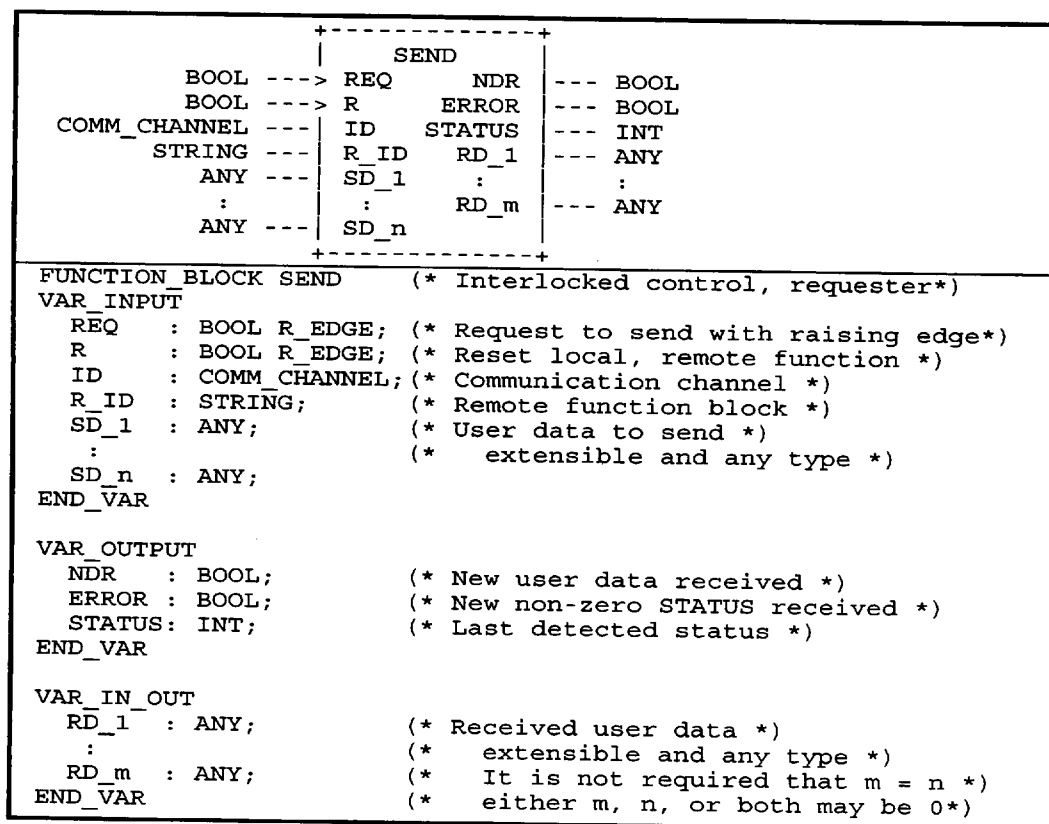 +--------------+
| SEND |
BOOL ---> REQ NDR |--- BOOL
BOOL ---> R ERROR |--- BOOL
COMM_CHANNEL ---| ID STATUS |--- INT
STRING ---| R_ID RD_1 |--- ANY
ANY ---| SD_1 : | :
: | : RD_m |--- ANY
ANY ---| SD_n |
+--------------+
FUNCTION_BLOCK SEND (* Interlocked control, requester*)
VAR_INPUT
REQ : BOOL R_EDGE; (* Request to send with raising edge*)
R : BOOL R_EDGE; (* Reset local, remote function *)
ID : COMM_CHANNEL; (* Communication channel *)
R_ID : STRING; (* Remote function block *)
SD_1 : ANY; (* User data to send *)
: (* extensible and any type *)
SD_n : ANY;
END_VAR
VAR_OUTPUT
NDR : BOOL; (* New user data received *)
ERROR : BOOL; (* New non-zero STATUS received *)
STATUS: INT; (* Last detected status *)
END_VAR
VAR_IN_OUT
RD_1 : ANY; (* Received user data *)
: (* extensible and any type *)
RD_m : ANY; (* It is not required that m = n *)
END_VAR (* either m, n, or both may be 0*)